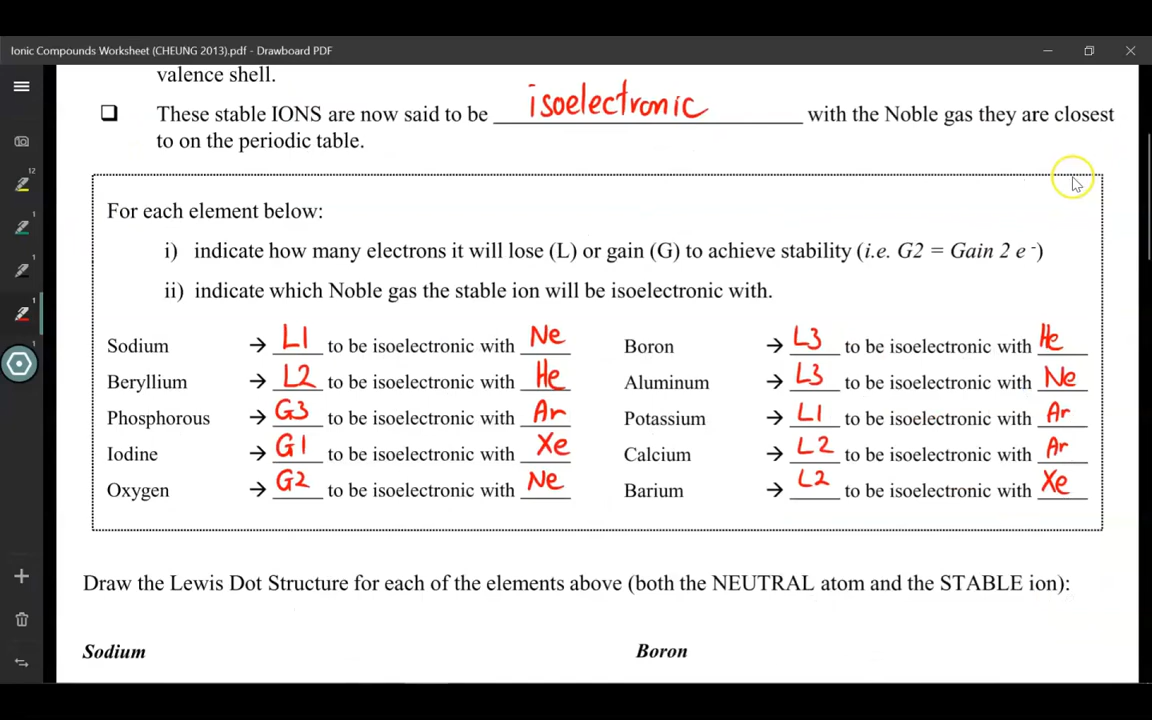 Ionic Compounds Worksheet (CHEUNG 2013).pdf - Drawboard PDF
valence shell.
❑ These stable IONS are now said to be isoelectronic with the Noble gas they are closest
to on the periodic table.
For each element below:
i) indicate how many electrons it will lose (L) or gain (G) to achieve stability (i.e. G2 = Gain 2 e⁻)
ii) indicate which Noble gas the stable ion will be isoelectronic with.
Sodium → L1 to be isoelectronic with Ne Boron → L3 to be isoelectronic with He
Beryllium → L2 to be isoelectronic with He Aluminum → L3 to be isoelectronic with Ne
Phosphorous → G3 to be isoelectronic with Ar Potassium → L1 to be isoelectronic with Ar
Iodine → G1 to be isoelectronic with Xe Calcium → L2 to be isoelectronic with Ar
Oxygen → G2 to be isoelectronic with Ne Barium → L2 to be isoelectronic with Xe
Draw the Lewis Dot Structure for each of the elements above (both the NEUTRAL atom and the STABLE ion):
Sodium Boron
12
1
1
1
1